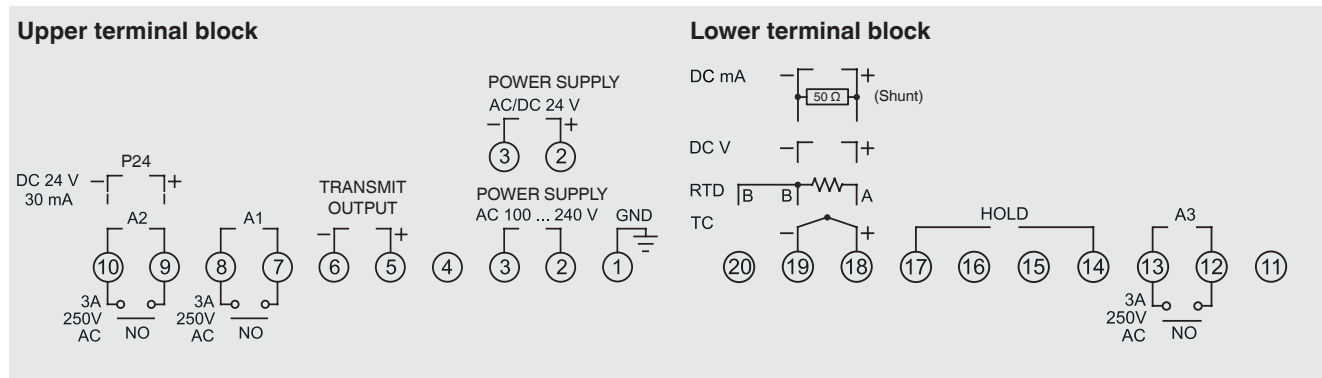 Upper terminal block
POWER SUPPLY
AC/DC 24 V
− +
3 2
P24
DC 24 V − +
30 mA
A2 A1
TRANSMIT
OUTPUT
− +
POWER SUPPLY
AC 100 ... 240 V GND
10 9 8 7 6 5 4 3 2 1
3A 3A
250V 250V
AC NO AC NO
Lower terminal block
DC mA − +
50 Ω (Shunt)
DC V − +
RTD B B A
TC − +
HOLD A3
20 19 18 17 16 15 14 13 12 11
3A
250V
AC NO